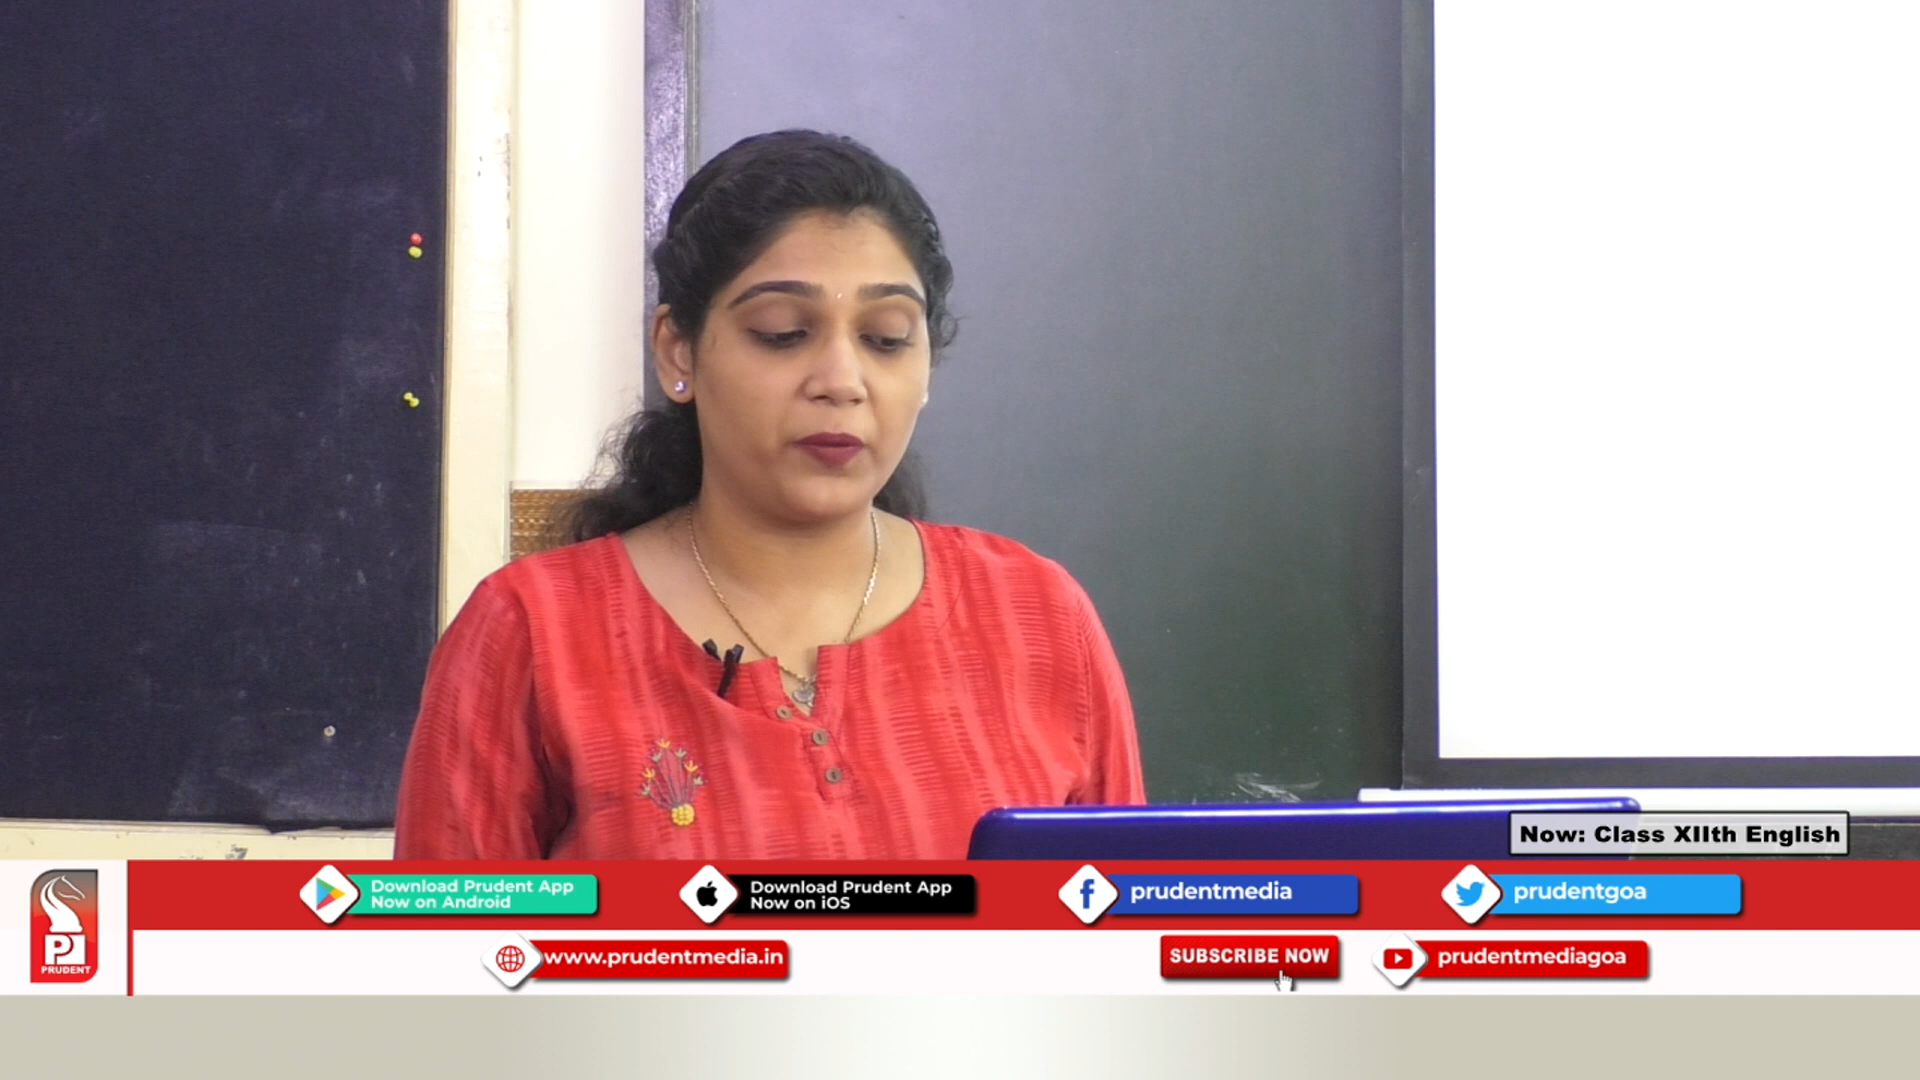 Now: Class XIIth English
Download Prudent App
Now on Android
Download Prudent App
Now on iOS
prudentmedia
prudentgoa
PRUDENT
www.prudentmedia.in
SUBSCRIBE NOW
prudentmediagoa